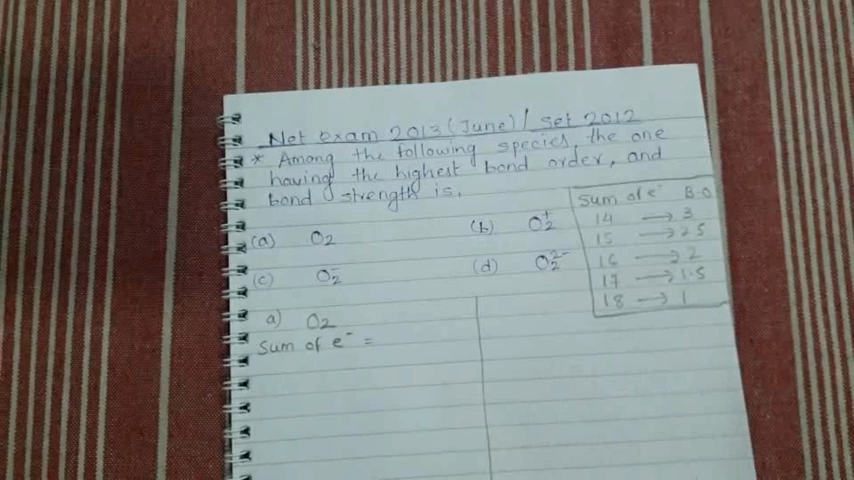 Net exam 2013 (June) / set 2012
* Among the following species, the one
having the highest bond order, and
bond strength is.
(a) O₂ (b) O₂⁺
(c) O₂⁻ (d) O₂²⁻
Sum of e⁻ B.O
14 → 3
15 → 2.5
16 → 2
17 → 1.5
18 → 1
a) O₂
Sum of e⁻ =